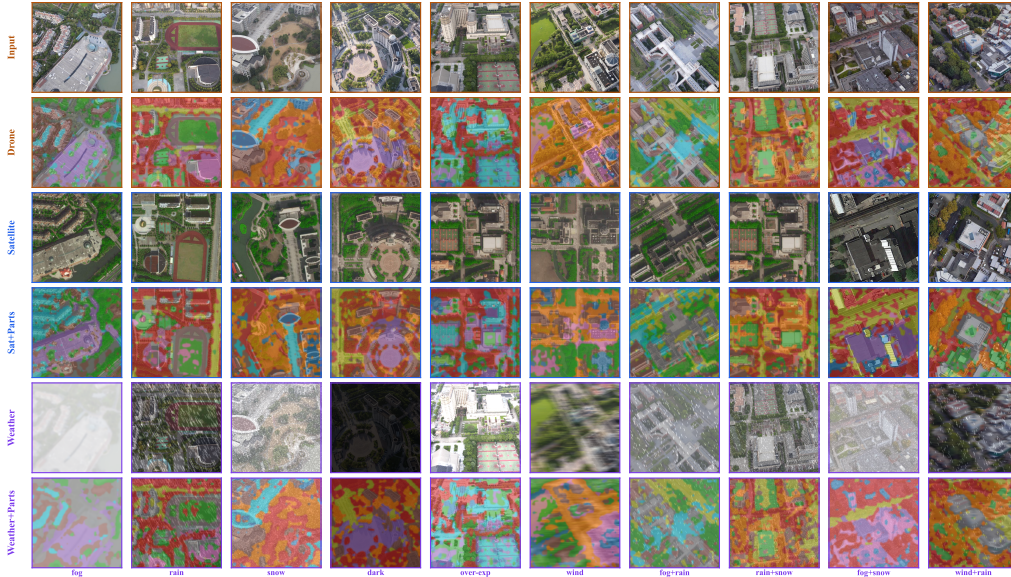 Input
Drone
Satellite
Sat+Parts
Weather
Weather+Parts
fog rain snow dark over-exp wind fog+rain rain+snow fog+snow wind+rain